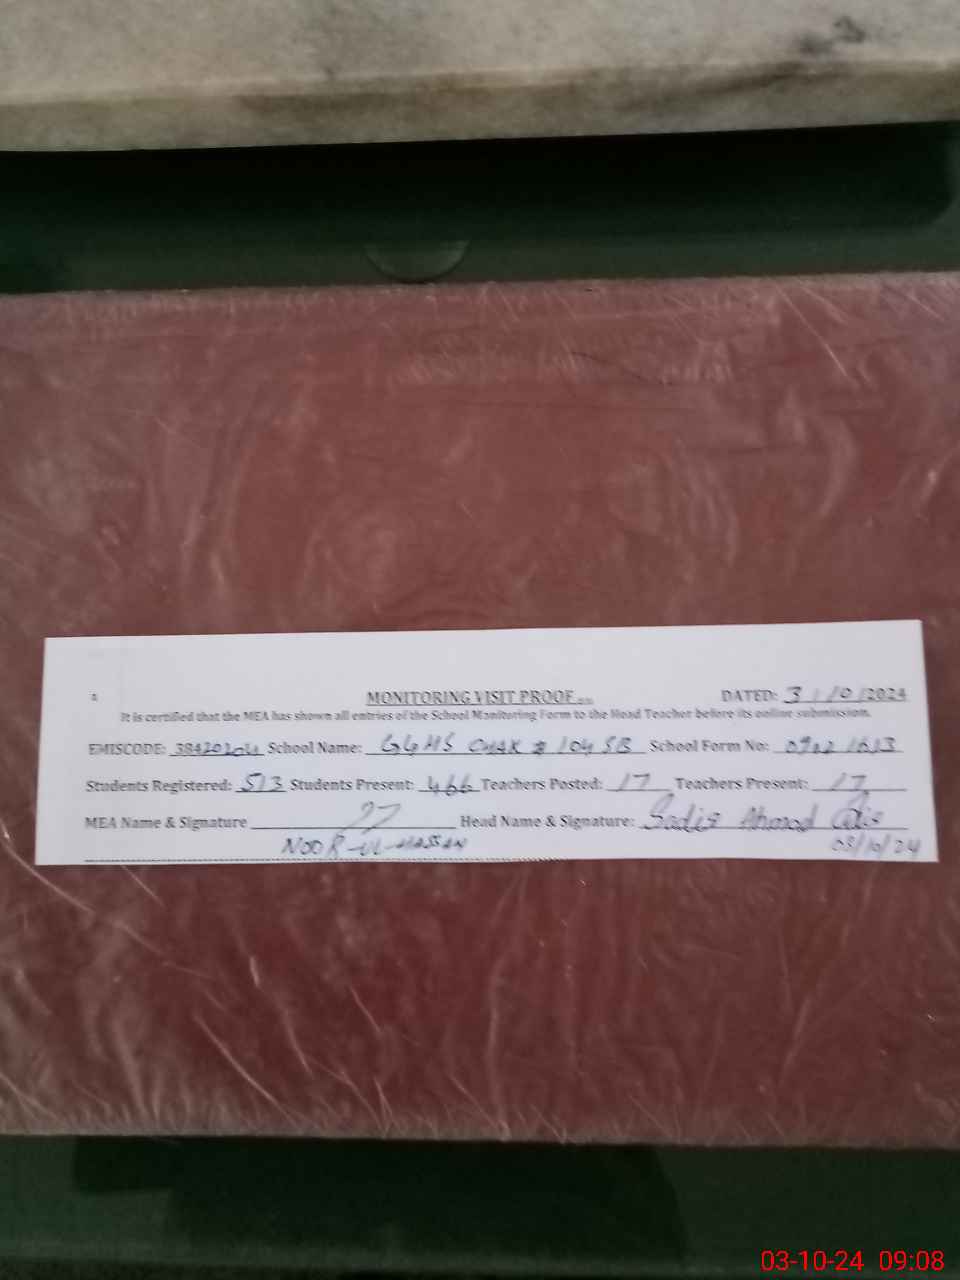 MONITORING VISIT PROOF DATED: 3/10/2024
It is certified that the MEA has shown all entries of the School Monitoring Form to the Head Teacher before its online submission.
EMISCODE: 38420204 School Name: GGHS CHAK # 104 SB School Form No:
Students Registered: 513 Students Present: 466 Teachers Posted: 17 Teachers Present: 17
MEA Name & Signature Head Name & Signature: Ahmad
NOOR-UL-HASSAN 03/10/24
03-10-24 09:08